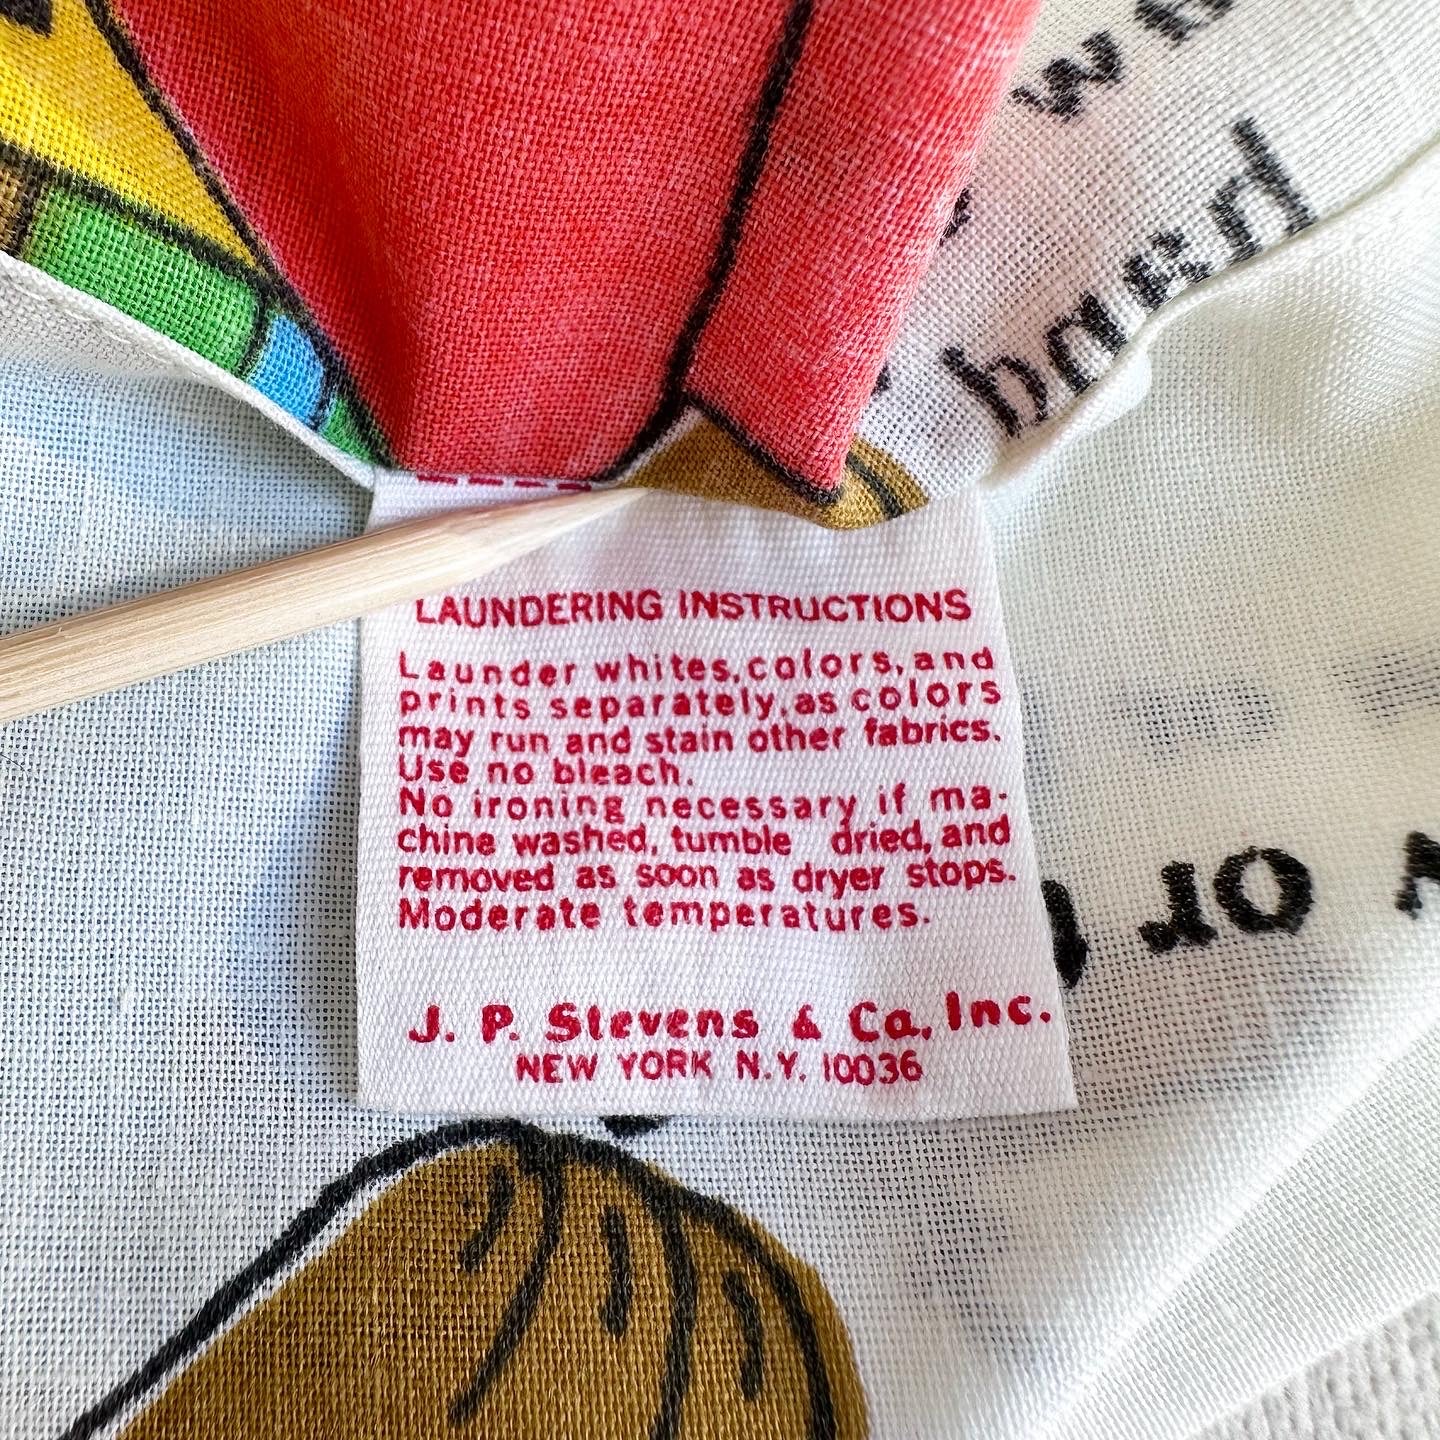 we
hard
LAUNDERING INSTRUCTIONS
Launder whites, colors, and
prints separately, as colors
may run and stain other fabrics.
Use no bleach.
No ironing necessary if ma-
chine washed, tumble dried, and
removed as soon as dryer stops.
Moderate temperatures.
or
J. P. Stevens & Co., Inc.
NEW YORK N.Y. 10036